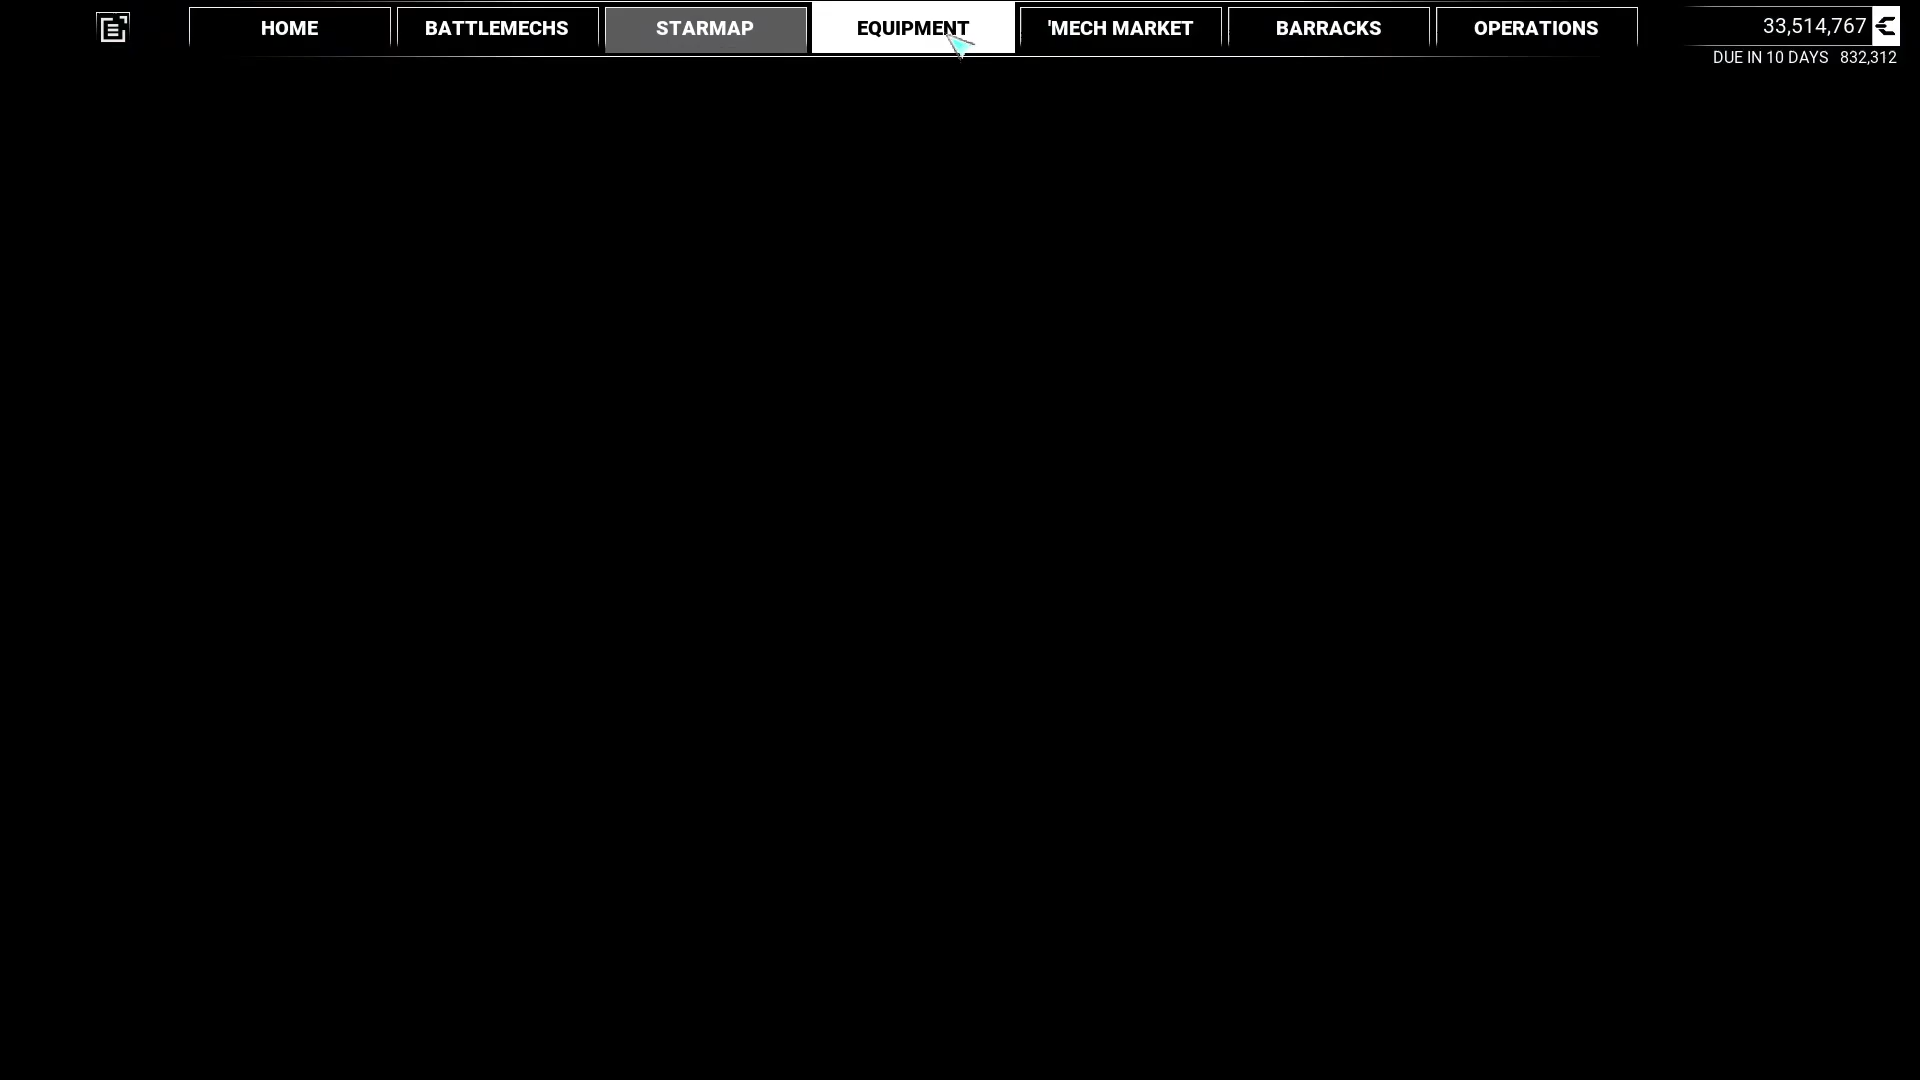 HOME
BATTLEMECHS
STARMAP
EQUIPMENT
'MECH MARKET
BARRACKS
OPERATIONS
33,514,767
DUE IN 10 DAYS 832,312